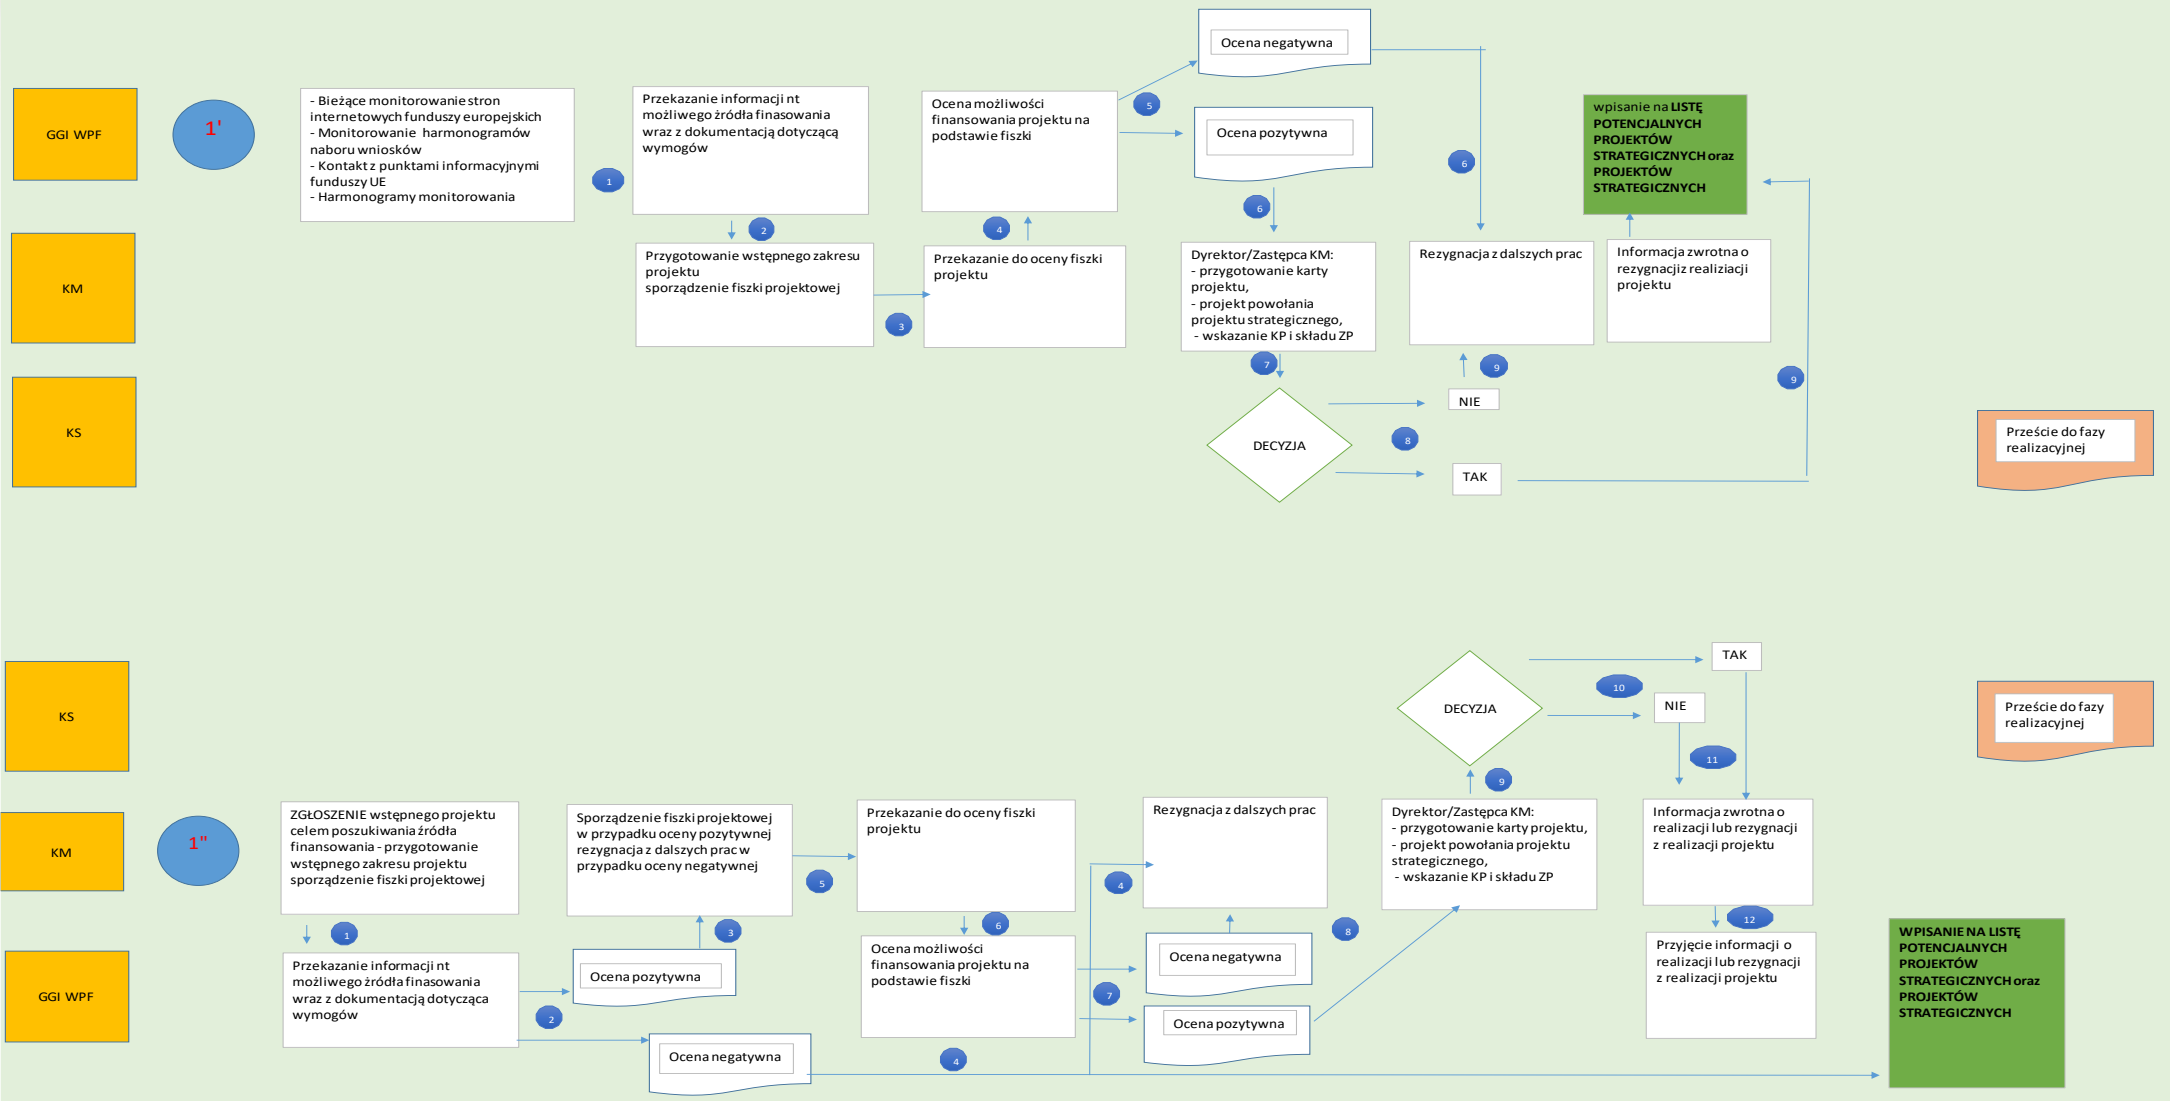 GGI WPF
1'
- Bieżące monitorowanie stron
internetowych funduszy europejskich
- Monitorowanie harmonogramów
naboru wniosków
- Kontakt z punktami informacyjnymi
funduszy UE
- Harmonogramy monitorowania
1
Przekazanie informacji nt
możliwego żródła finasowania
wraz z dokumentacją dotyczącą
wymogów
2
Ocena możliwości
finansowania projektu na
podstawie fiszki
4
5
Ocena negatywna
Ocena pozytywna
6
6
wpisanie na LISTĘ
POTENCJALNYCH
PROJEKTÓW
STRATEGICZNYCH oraz
PROJEKTÓW
STRATEGICZNYCH
KM
Przygotowanie wstępnego zakresu
projektu
sporządzenie fiszki projektowej
3
Przekazanie do oceny fiszki
projektu
Dyrektor/Zastępca KM:
- przygotowanie karty
projektu,
- projekt powołania
projektu strategicznego,
- wskazanie KP i składu ZP
7
Rezygnacja z dalszych prac
9
Informacja zwrotna o
rezygnacji z realiziacji
projektu
9
KS
DECYZJA
NIE
8
TAK
Przeście do fazy
realizacyjnej
KS
DECYZJA
TAK
10
NIE
11
9
Przeście do fazy
realizacyjnej
KM
1"
ZGŁOSZENIE wstępnego projektu
celem poszukiwania źródła
finansowania - przygotowanie
wstępnego zakresu projektu
sporządzenie fiszki projektowej
1
Sporządzenie fiszki projektowej
w przypadku oceny pozytywnej
rezygnacja z dalszych prac w
przypadku oceny negatywnej
3
5
Przekazanie do oceny fiszki
projektu
6
4
Rezygnacja z dalszych prac
8
Dyrektor/Zastępca KM:
- przygotowanie karty projektu,
- projekt powołania projektu
strategicznego,
- wskazanie KP i składu ZP
Informacja zwrotna o
realizacji lub rezygnacji
z realizacji projektu
12
GGI WPF
Przekazanie informacji nt
możliwego żródła finasowania
wraz z dokumentacją dotycząca
wymogów
2
Ocena pozytywna
Ocena negatywna
4
Ocena możliwości
finansowania projektu na
podstawie fiszki
7
Ocena negatywna
Ocena pozytywna
Przyjęcie informacji o
realizacji lub rezygnacji
z realizacji projektu
WPISANIE NA LISTĘ
POTENCJALNYCH
PROJEKTÓW
STRATEGICZNYCH oraz
PROJEKTÓW
STRATEGICZNYCH